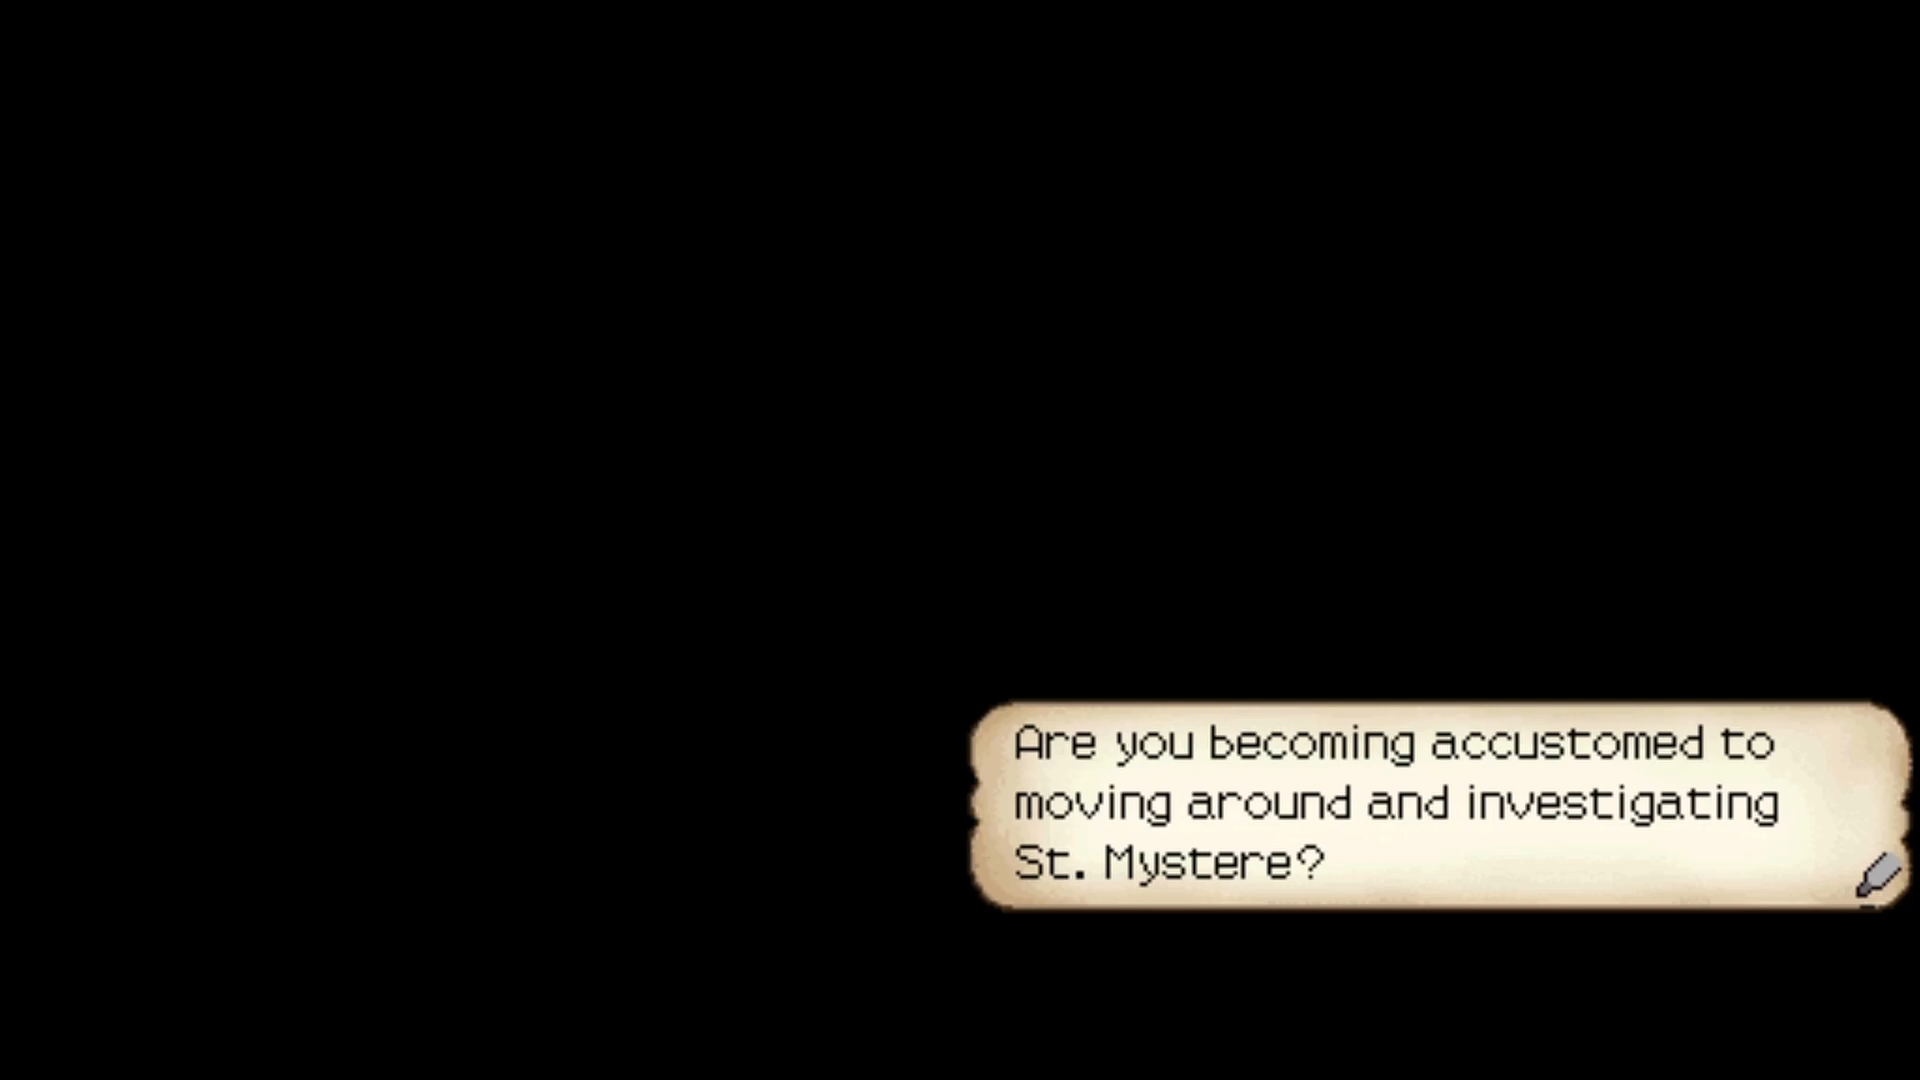 Are you becoming accustomed to
moving around and investigating
St. Mystere?